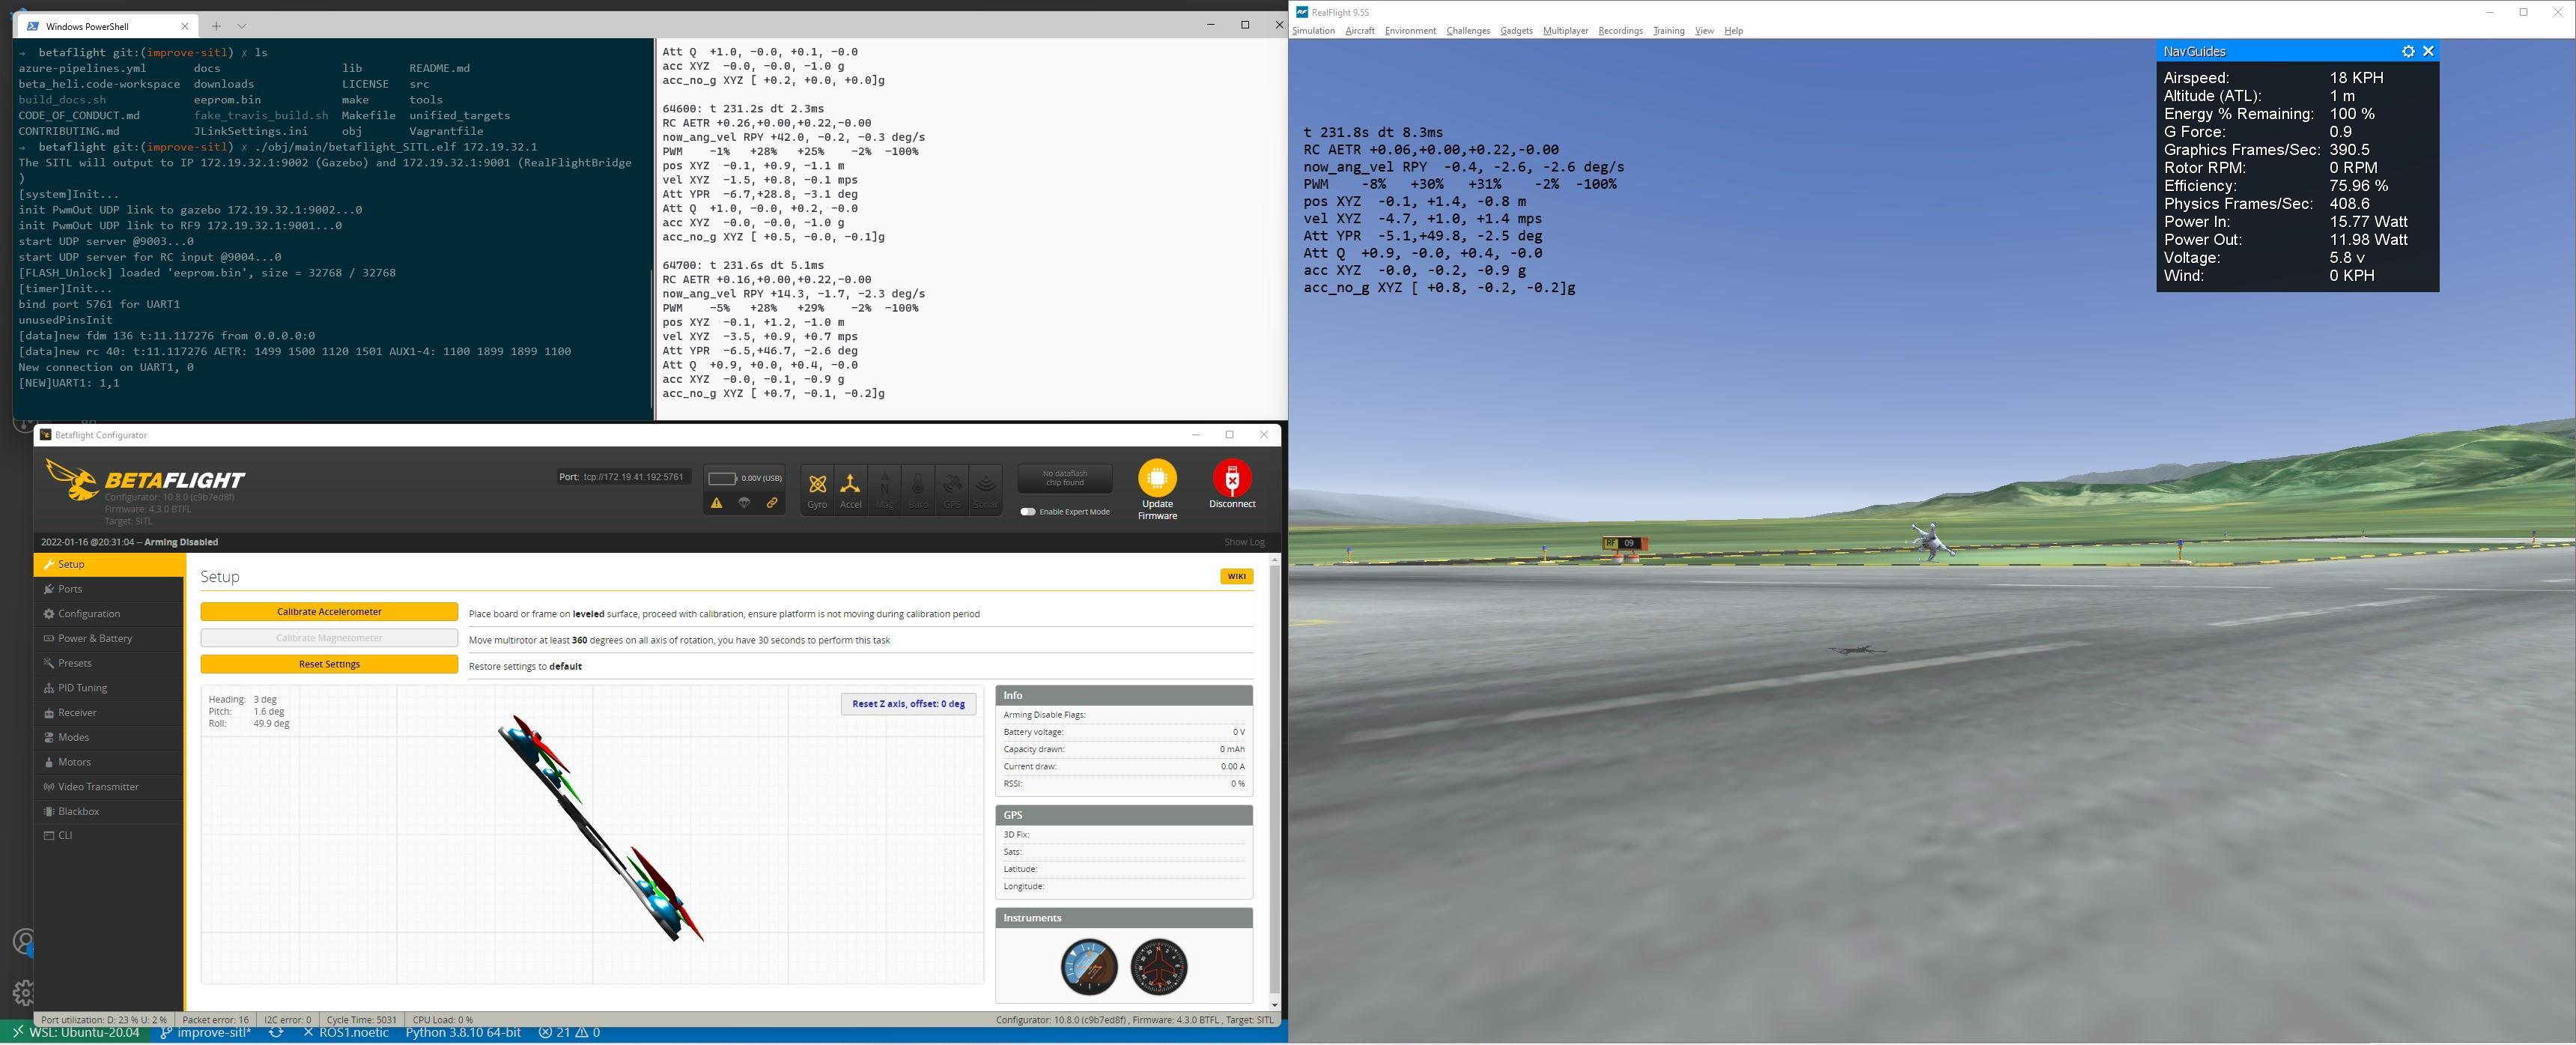 Windows PowerShell
→ betaflight git:(improve-sitl) ✗ ls
azure-pipelines.yml docs lib README.md
beta_heli.code-workspace downloads LICENSE src
build_docs.sh eeprom.bin make tools
CODE_OF_CONDUCT.md fake_travis_build.sh Makefile unified_targets
CONTRIBUTING.md JLinkSettings.ini obj Vagrantfile
→ betaflight git:(improve-sitl) ✗ ./obj/main/betaflight_SITL.elf 172.19.32.1
The SITL will output to IP 172.19.32.1:9002 (Gazebo) and 172.19.32.1:9001 (RealFlightBridge
)
[system]Init...
init PwmOut UDP link to gazebo 172.19.32.1:9002...0
init PwmOut UDP link to RF9 172.19.32.1:9001...0
start UDP server @9003...0
start UDP server for RC input @9004...0
[FLASH_Unlock] loaded 'eeprom.bin', size = 32768 / 32768
[timer]Init...
bind port 5761 for UART1
unusedPinsInit
[data]new fdm 136 t:11.117276 from 0.0.0.0:0
[data]new rc 40: t:11.117276 AETR: 1499 1500 1120 1501 AUX1-4: 1100 1899 1899 1100
New connection on UART1, 0
[NEW]UART1: 1,1
Att Q +1.0, -0.0, +0.1, -0.0
acc XYZ -0.0, -0.0, -1.0 g
acc_no_g XYZ [ +0.2, +0.0, +0.0]g
64600: t 231.2s dt 2.3ms
RC AETR +0.26,+0.00,+0.22,-0.00
now_ang_vel RPY +42.0, -0.2, -0.3 deg/s
PWM -1% +28% +25% -2% -100%
pos XYZ -0.1, +0.9, -1.1 m
vel XYZ -1.5, +0.8, -0.1 mps
Att YPR -6.7,+28.8, -3.1 deg
Att Q +1.0, -0.0, +0.2, -0.0
acc XYZ -0.0, -0.0, -1.0 g
acc_no_g XYZ [ +0.5, -0.0, -0.1]g
64700: t 231.6s dt 5.1ms
RC AETR +0.16,+0.00,+0.22,-0.00
now_ang_vel RPY +14.3, -1.7, -2.3 deg/s
PWM -5% +28% +29% -2% -100%
pos XYZ -0.1, +1.2, -1.0 m
vel XYZ -3.5, +0.9, +0.7 mps
Att YPR -6.5,+46.7, -2.6 deg
Att Q +0.9, +0.0, +0.4, -0.0
acc XYZ -0.0, -0.1, -0.9 g
acc_no_g XYZ [ +0.7, -0.1, -0.2]g
Betaflight Configurator
BETAFLIGHT
Configurator: 10.8.0 (c9b7ed8f)
Firmware: 4.3.0 BTFL
Target: SITL
Port: tcp://172.19.41.192:5761
0.00V (USB)
Gyro Accel Mag Baro GPS Sonar
No dataflash
chip found
Enable Expert Mode
Update
Firmware
Disconnect
2022-01-16 @20:31:04 -- Arming Disabled
Show Log
Setup
Ports
Configuration
Power & Battery
Presets
PID Tuning
Receiver
Modes
Motors
Video Transmitter
Blackbox
CLI
Setup
WIKI
Calibrate Accelerometer
Place board or frame on leveled surface, proceed with calibration, ensure platform is not moving during calibration period
Calibrate Magnetometer
Move multirotor at least 360 degrees on all axis of rotation, you have 30 seconds to perform this task
Reset Settings
Restore settings to default
Heading: 3 deg
Pitch: 1.6 deg
Roll: 49.9 deg
Reset Z axis, offset: 0 deg
Info
Arming Disable Flags:
Battery voltage: 0 V
Capacity drawn: 0 mAh
Current draw: 0.00 A
RSSI: 0 %
GPS
3D Fix:
Sats:
Latitude:
Longitude:
Instruments
Port utilization: D: 23 % U: 2 % Packet error: 16 I2C error: 0 Cycle Time: 5031 CPU Load: 0 %
Configurator: 10.8.0 (c9b7ed8f) , Firmware: 4.3.0 BTFL , Target: SITL
WSL: Ubuntu-20.04 improve-sitl* ROS1.noetic Python 3.8.10 64-bit 21 0
RealFlight 9.5S
Simulation Aircraft Environment Challenges Gadgets Multiplayer Recordings Training View Help
t 231.8s dt 8.3ms
RC AETR +0.06,+0.00,+0.22,-0.00
now_ang_vel RPY -0.4, -2.6, -2.6 deg/s
PWM -8% +30% +31% -2% -100%
pos XYZ -0.1, +1.4, -0.8 m
vel XYZ -4.7, +1.0, +1.4 mps
Att YPR -5.1,+49.8, -2.5 deg
Att Q +0.9, -0.0, +0.4, -0.0
acc XYZ -0.0, -0.2, -0.9 g
acc_no_g XYZ [ +0.8, -0.2, -0.2]g
NavGuides
Airspeed: 18 KPH
Altitude (ATL): 1 m
Energy % Remaining: 100 %
G Force: 0.9
Graphics Frames/Sec: 390.5
Rotor RPM: 0 RPM
Efficiency: 75.96 %
Physics Frames/Sec: 408.6
Power In: 15.77 Watt
Power Out: 11.98 Watt
Voltage: 5.8 v
Wind: 0 KPH
RF 09